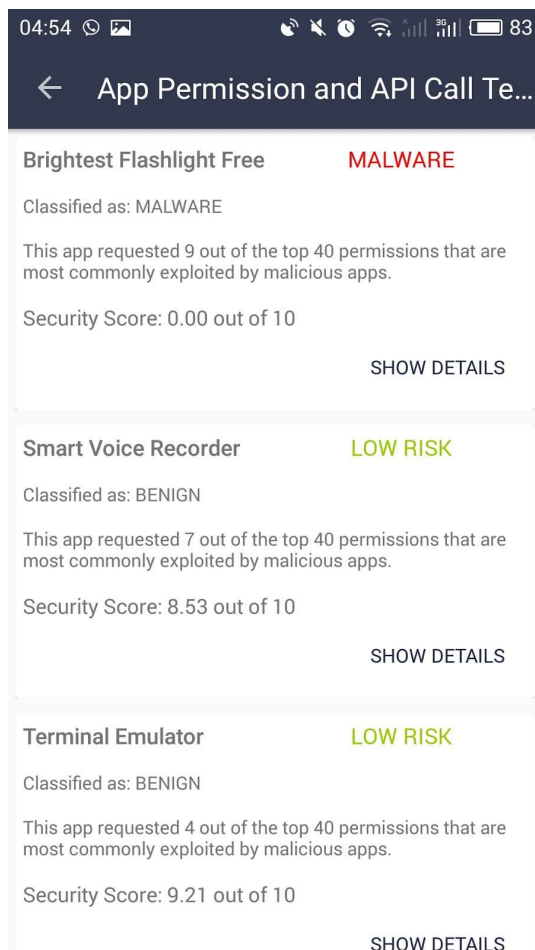 04:54 3G 83
App Permission and API Call Te...
Brightest Flashlight Free MALWARE
Classified as: MALWARE
This app requested 9 out of the top 40 permissions that are
most commonly exploited by malicious apps.
Security Score: 0.00 out of 10
SHOW DETAILS
Smart Voice Recorder LOW RISK
Classified as: BENIGN
This app requested 7 out of the top 40 permissions that are
most commonly exploited by malicious apps.
Security Score: 8.53 out of 10
SHOW DETAILS
Terminal Emulator LOW RISK
Classified as: BENIGN
This app requested 4 out of the top 40 permissions that are
most commonly exploited by malicious apps.
Security Score: 9.21 out of 10
SHOW DETAILS